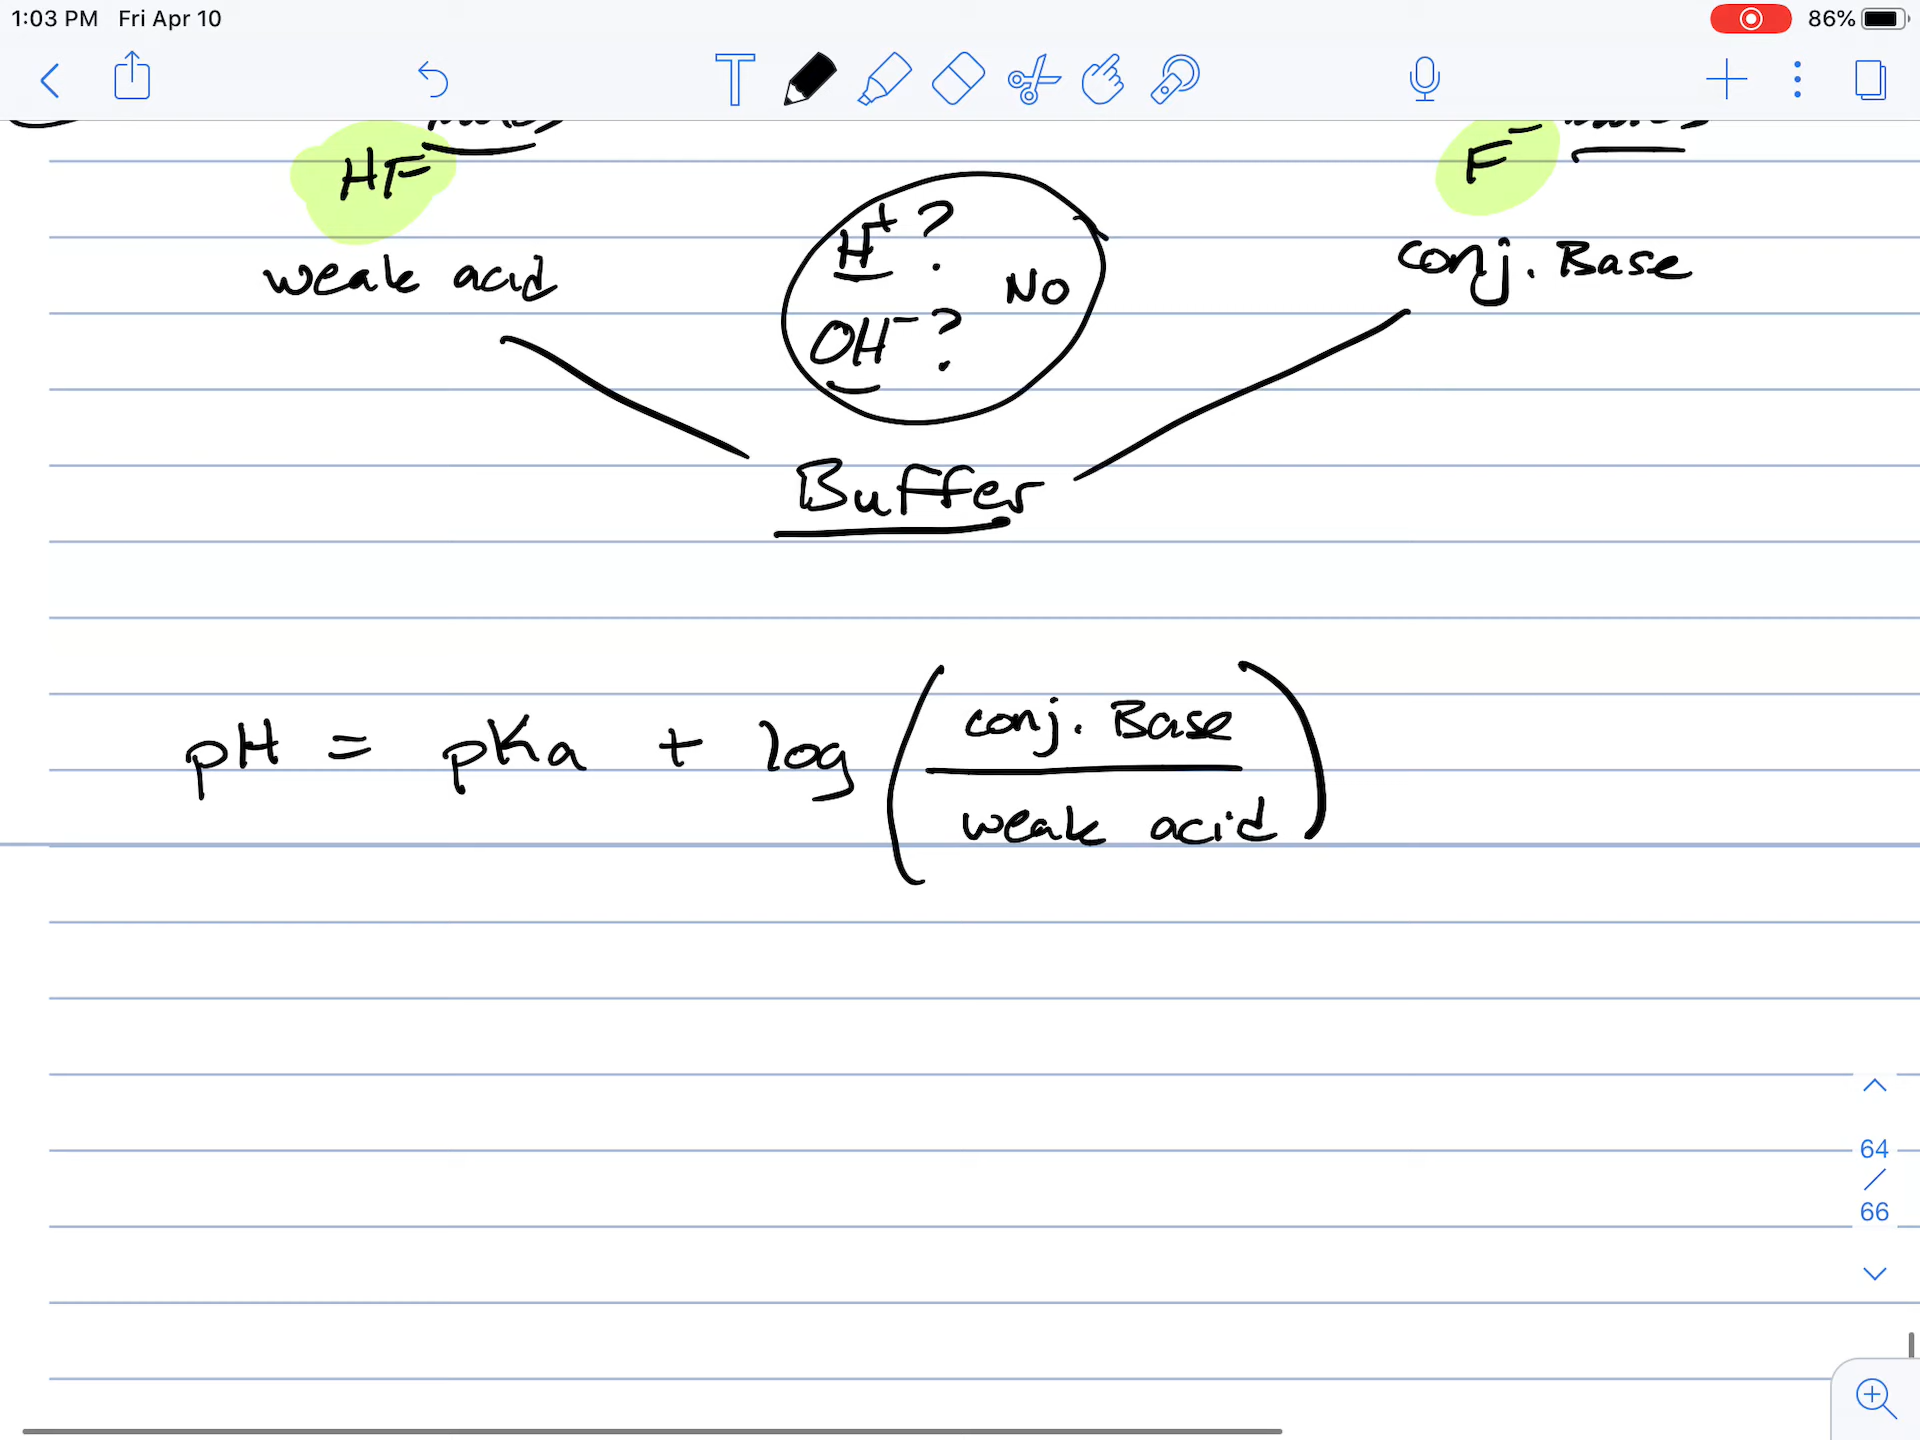 1:03 PM Fri Apr 10 86%
HF
F⁻
H⁺ ?
No
OH⁻ ?
weak acid
conj. Base
Buffer
pH = pKa + log ( conj. Base / weak acid )
64
/
66